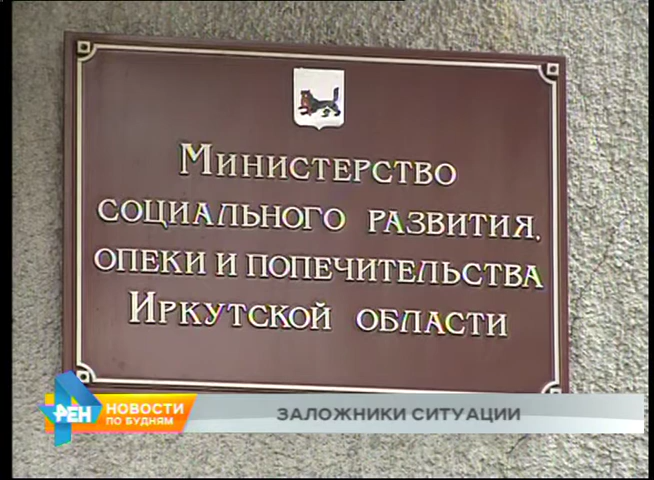 Министерство
социального развития,
опеки и попечительства
Иркутской области
РЕН НОВОСТИ
ПО БУДНЯМ
ЗАЛОЖНИКИ СИТУАЦИИ